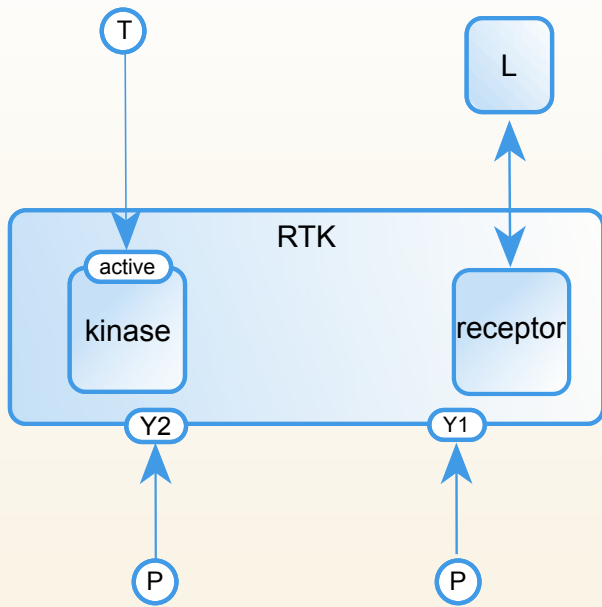 T
L
RTK
active
kinase
receptor
Y2
Y1
P
P